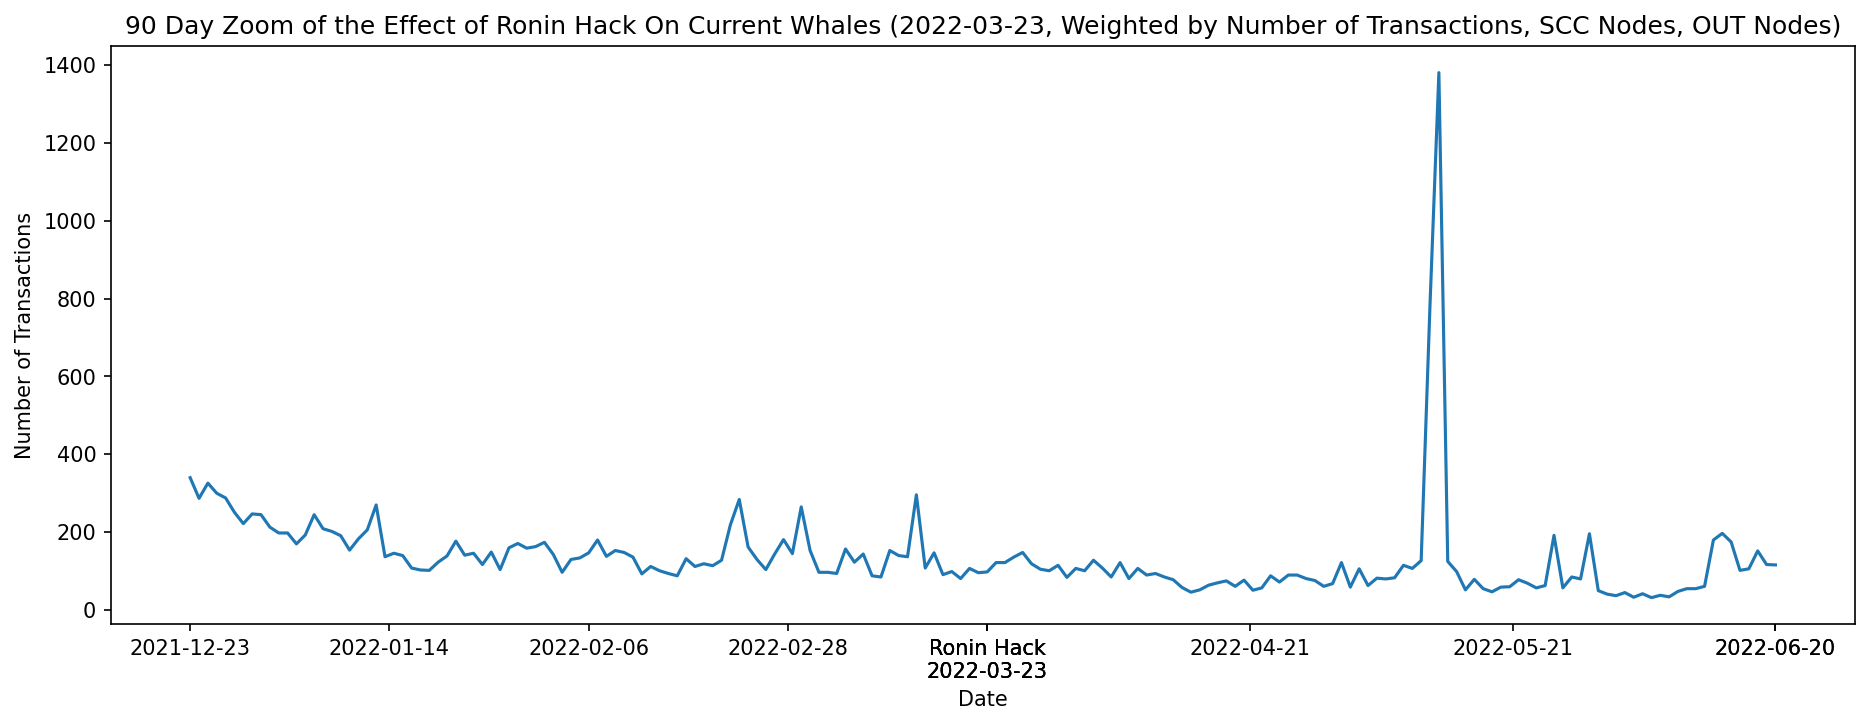 90 Day Zoom of the Effect of Ronin Hack On Current Whales (2022-03-23, Weighted by Number of Transactions, SCC Nodes, OUT Nodes)
Number of Transactions
1400
1200
1000
800
600
400
200
0
2021-12-23 2022-01-14 2022-02-06 2022-02-28 Ronin Hack 2022-04-21 2022-05-21 2022-06-20
2022-03-23
Date